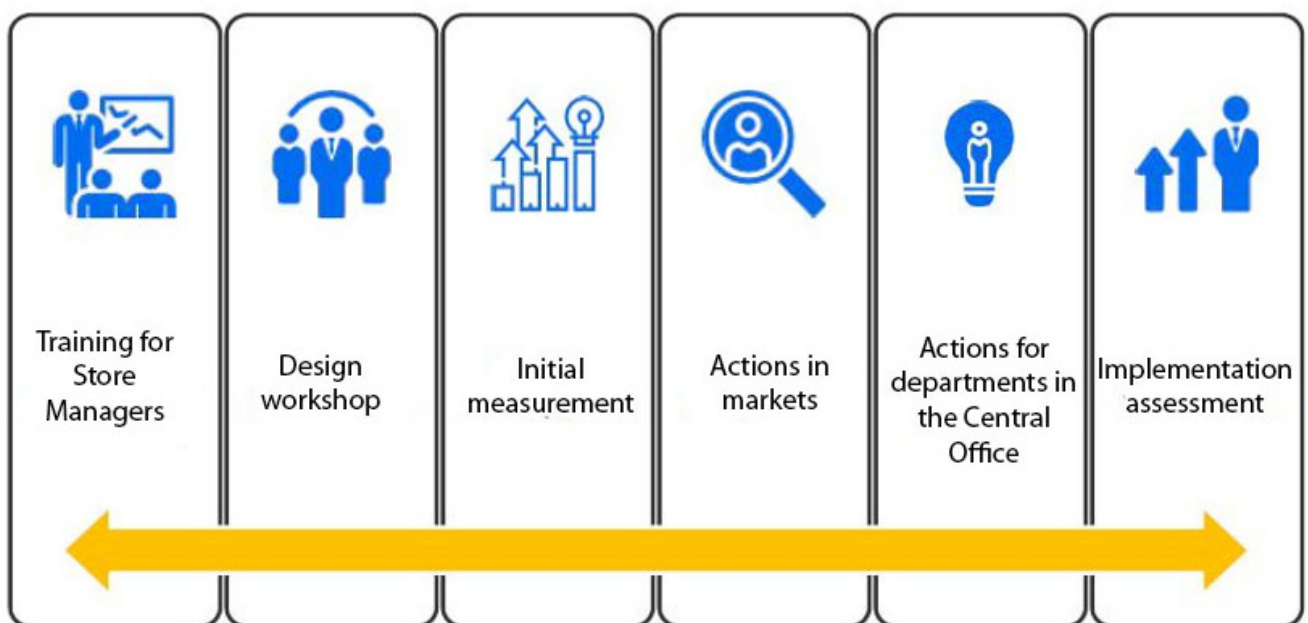 Training for
Store
Managers
Design
workshop
Initial
measurement
Actions in
markets
Actions for
departments in
the Central
Office
Implementation
assessment